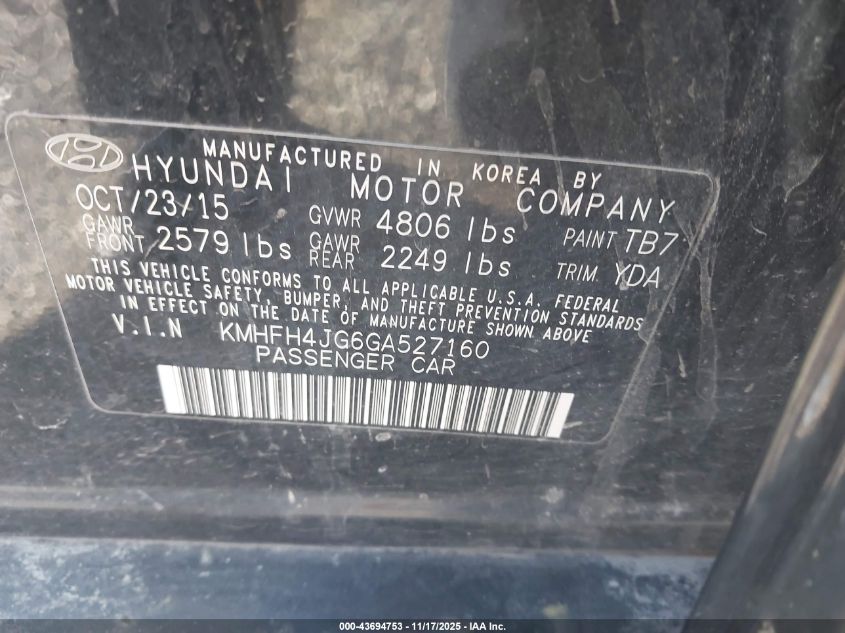 MANUFACTURED IN KOREA BY
HYUNDAI MOTOR COMPANY
OCT/23/15 GVWR 4806 lbs PAINT TB7
GAWR FRONT 2579 lbs GAWR REAR 2249 lbs TRIM YDA
THIS VEHICLE CONFORMS TO ALL APPLICABLE U.S.A. FEDERAL
MOTOR VEHICLE SAFETY, BUMPER, AND THEFT PREVENTION STANDARDS
IN EFFECT ON THE DATE OF MANUFACTURE SHOWN ABOVE
V.I.N KMHFH4JG6GA527160
PASSENGER CAR
000-43694753 - 11/17/2025 - IAA Inc.